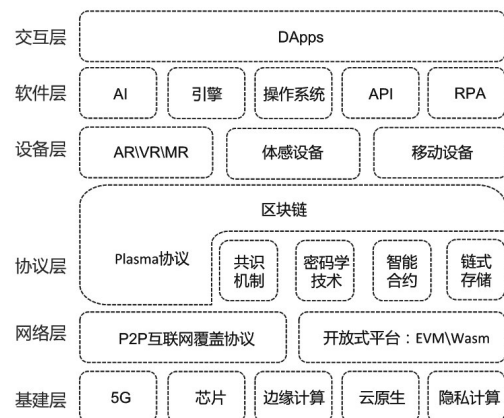 交互层 DApps
软件层 AI 引擎 操作系统 API RPA
设备层 AR\VR\MR 体感设备 移动设备
区块链
协议层 Plasma协议 共识机制 密码学技术 智能合约 链式存储
网络层 P2P互联网覆盖协议 开放式平台：EVM\Wasm
基建层 5G 芯片 边缘计算 云原生 隐私计算